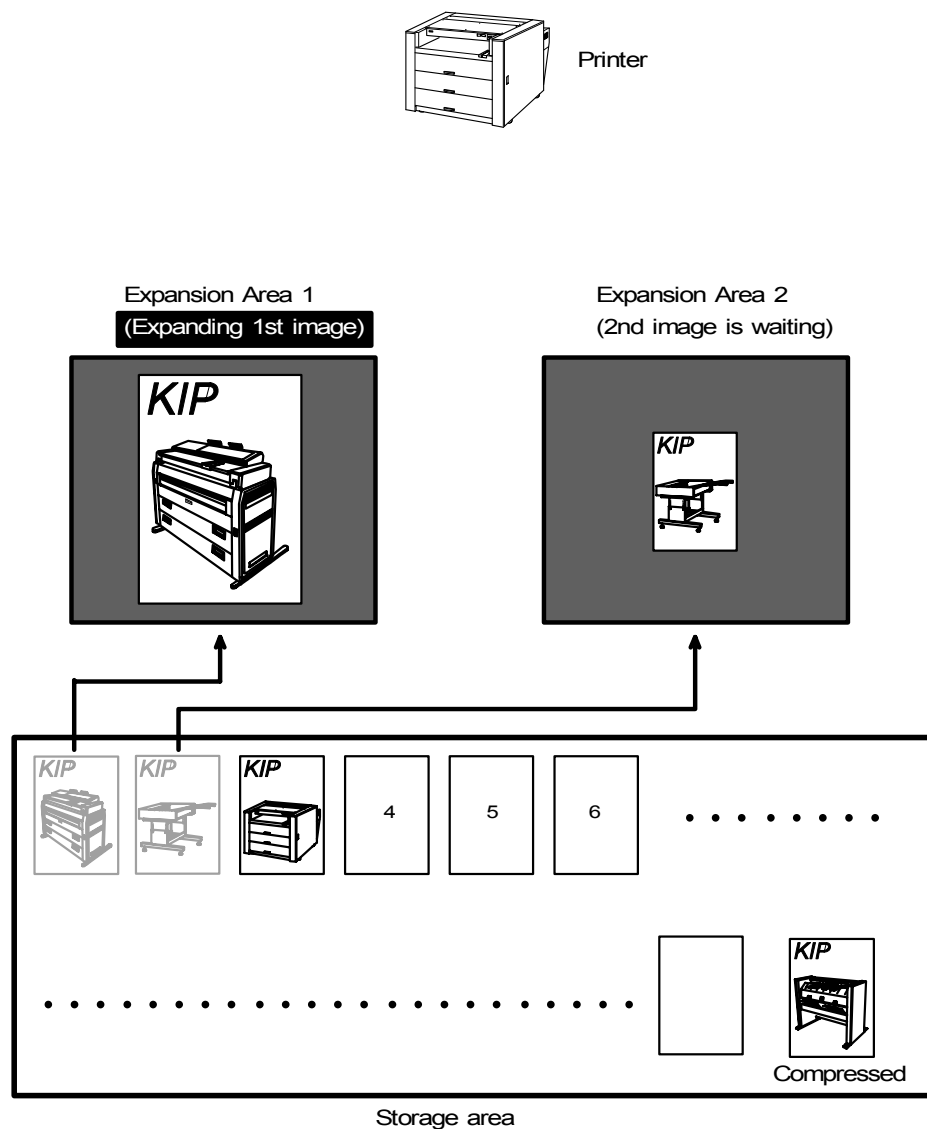 Printer
Expansion Area 1
(Expanding 1st image)
Expansion Area 2
(2nd image is waiting)
KIP
KIP
KIP
KIP
KIP
4
5
6
KIP
Compressed
Storage area